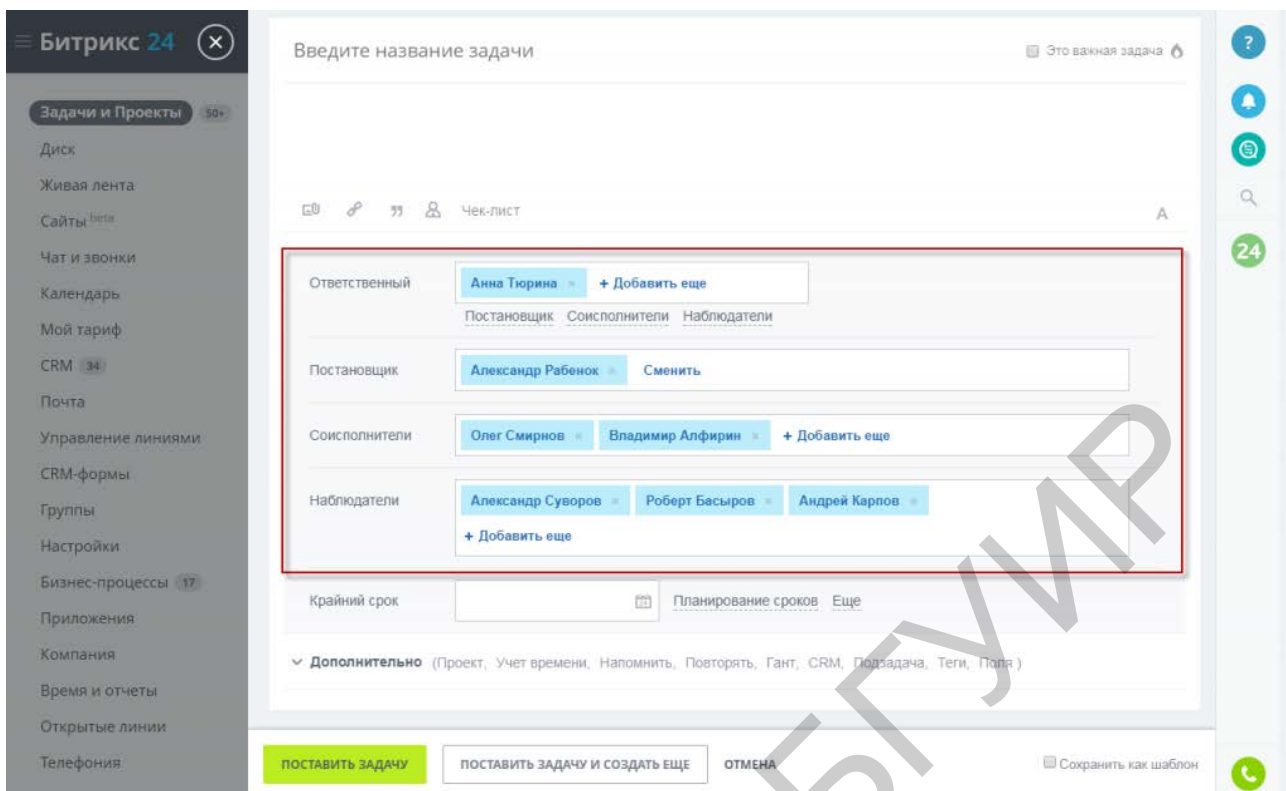 Битрикс 24
Введите название задачи
Это важная задача
?
Задачи и Проекты 50+
Диск
Живая лента
Сайты beta
Чат и звонки
Календарь
Мой тариф
CRM 34
Почта
Управление линиями
CRM-формы
Группы
Настройки
Бизнес-процессы 17
Приложения
Компания
Время и отчеты
Открытые линии
Телефония
Чек-лист
A
24
Ответственный Анна Тюрина × + Добавить еще
Постановщик Соисполнители Наблюдатели
Постановщик Александр Рабенок × Сменить
Соисполнители Олег Смирнов × Владимир Алфирин × + Добавить еще
Наблюдатели Александр Суворов × Роберт Басыров × Андрей Карпов ×
+ Добавить еще
Крайний срок Планирование сроков Еще
Дополнительно (Проект, Учет времени, Напомнить, Повторять, Гант, CRM, Подзадача, Теги, Поля )
ПОСТАВИТЬ ЗАДАЧУ ПОСТАВИТЬ ЗАДАЧУ И СОЗДАТЬ ЕЩЕ ОТМЕНА Сохранить как шаблон
БГУИР